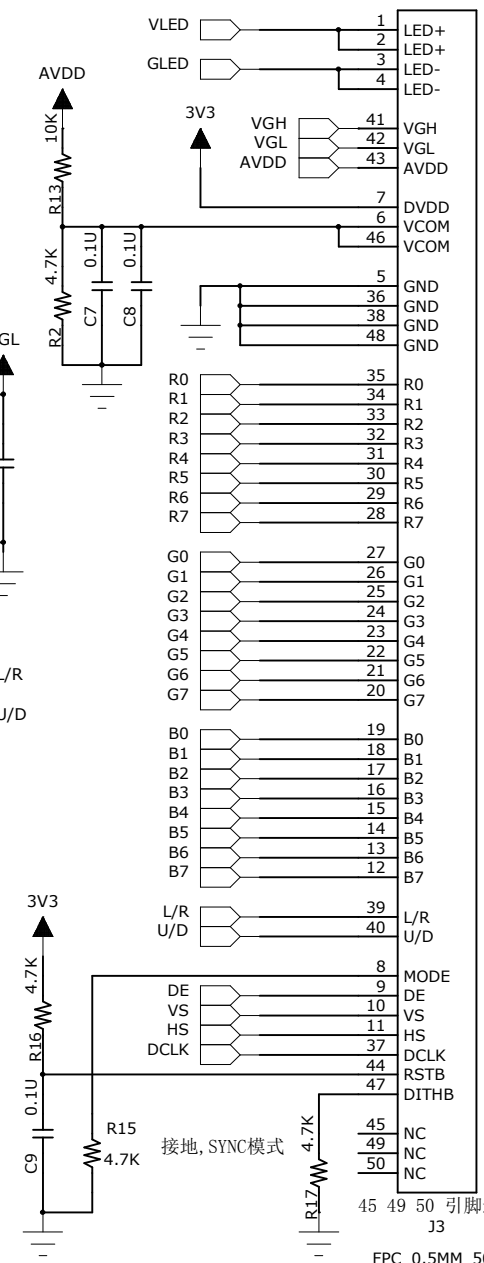 VLED
1
LED+
2
LED+
GLED
3
LED-
4
LED-
AVDD
10K
R13
3V3
VGH
41
VGH
VGL
42
VGL
AVDD
43
AVDD
7
DVDD
6
VCOM
46
VCOM
4.7K
R2
0.1U
C7
0.1U
C8
5
GND
36
GND
38
GND
48
GND
GL
R0
35
R0
R1
34
R1
R2
33
R2
R3
32
R3
R4
31
R4
R5
30
R5
R6
29
R6
R7
28
R7
G0
27
G0
G1
26
G1
G2
25
G2
G3
24
G3
G4
23
G4
G5
22
G5
G6
21
G6
G7
20
G7
L/R
U/D
B0
19
B0
B1
18
B1
B2
17
B2
B3
16
B3
B4
15
B4
B5
14
B5
B6
13
B6
B7
12
B7
L/R
39
L/R
U/D
40
U/D
3V3
4.7K
R16
8
MODE
DE
9
DE
VS
10
VS
HS
11
HS
DCLK
37
DCLK
44
RSTB
47
DITHB
0.1U
C9
R15
4.7K
接地,SYNC模式
4.7K
R17
45
NC
49
NC
50
NC
45 49 50 引脚
J3
FPC 0.5MM 50